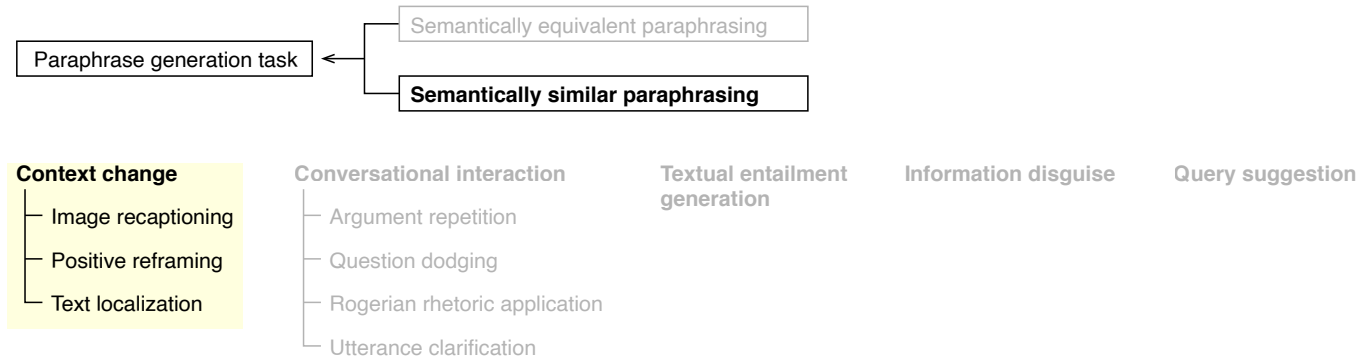 Semantically equivalent paraphrasing
Paraphrase generation task
Semantically similar paraphrasing
Context change
Image recaptioning
Positive reframing
Text localization
Conversational interaction
Argument repetition
Question dodging
Rogerian rhetoric application
Utterance clarification
Textual entailment
generation
Information disguise
Query suggestion